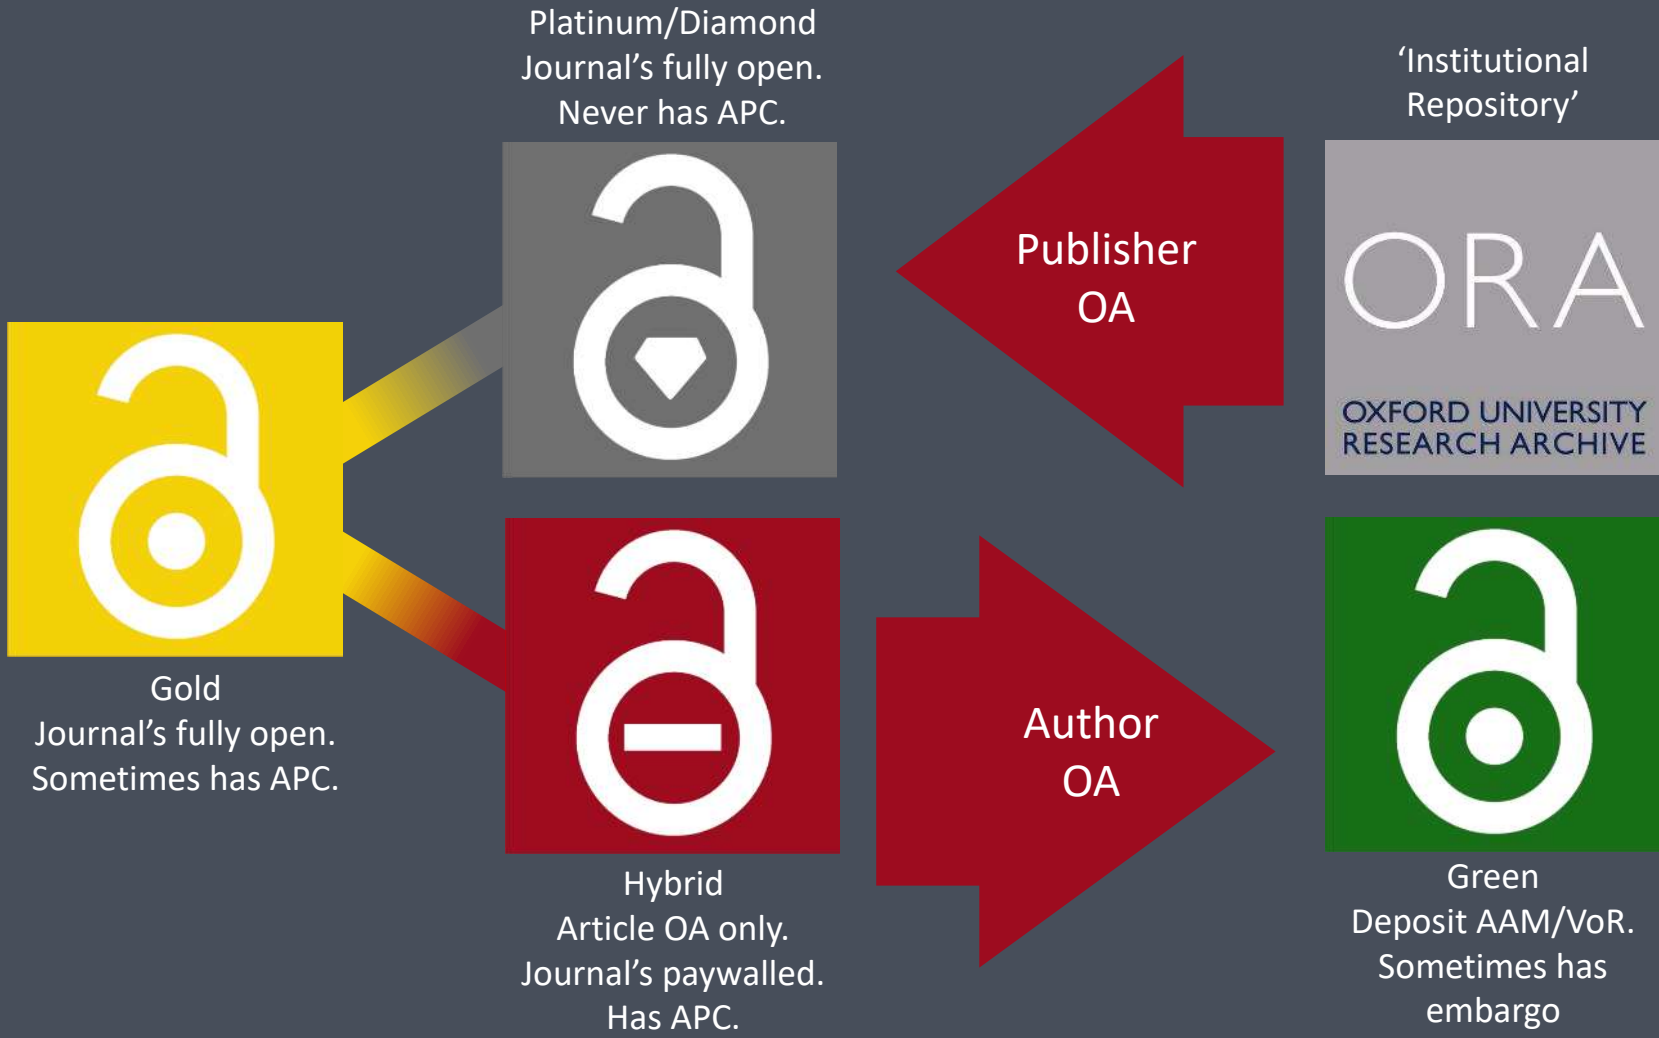 Platinum/Diamond
Journal’s fully open.
Never has APC.
‘Institutional
Repository’
Publisher
OA
ORA
OXFORD UNIVERSITY
RESEARCH ARCHIVE
Gold
Journal’s fully open.
Sometimes has APC.
Author
OA
Hybrid
Article OA only.
Journal’s paywalled.
Has APC.
Green
Deposit AAM/VoR.
Sometimes has
embargo